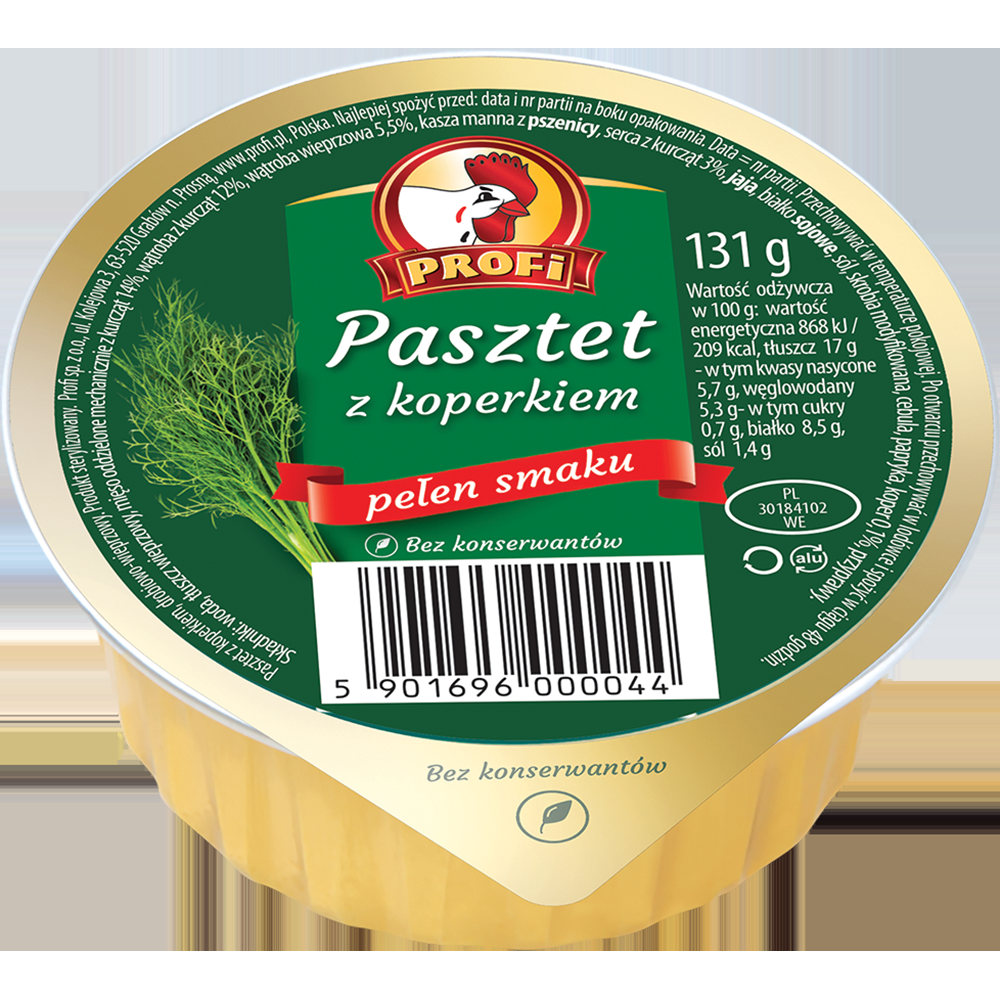 Pasztet z koperkiem, drobiowo-mięsowy. Produkt sterylizowany. Profi sp. z o.o., ul. Kolejowa 3, 63-520 Grabów n. Prosną, www.profi.pl, Polska. Najlepiej spożyć przed: data i nr partii na boku opakowania. Data = nr partii. Przechowywać w temperaturze pokojowej. Po otwarciu przechowywać w lodówce i spożyć w ciągu 48 godzin.
Składniki: woda, tłuszcz wieprzowy, mięso oddzielone mechanicznie z kurcząt 14%, wątroba z kurcząt 12%, wątroba wieprzowa 5,5%, kasza manna z pszenicy, serca z kurcząt 3%, jaja, białko sojowe, sól, skrobia modyfikowana, cebula, papryka, koper 0,1%, przyprawy.
PROFi
Pasztet
z koperkiem
pełen smaku
Bez konserwantów
131 g
Wartość odżywcza
w 100 g: wartość
energetyczna 868 kJ /
209 kcal, tłuszcz 17 g
- w tym kwasy nasycone
5,7 g, węglowodany
5,3 g- w tym cukry
0,7 g, białko 8,5 g,
sól 1,4 g
PL
30184102
WE
alu
5 901696 000044
Bez konserwantów